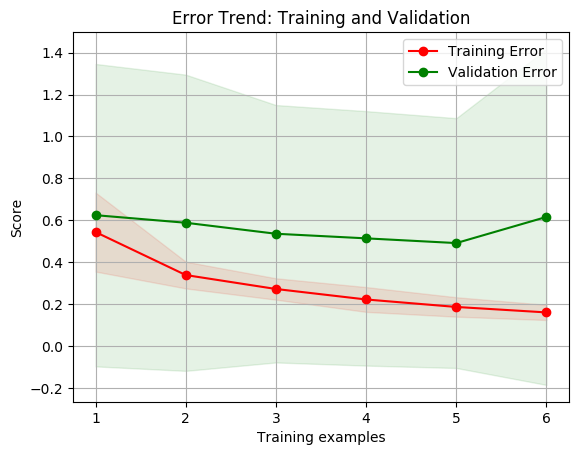 Error Trend: Training and Validation
Training Error
Validation Error
Score
1.4
1.2
1.0
0.8
0.6
0.4
0.2
0.0
−0.2
1 2 3 4 5 6
Training examples